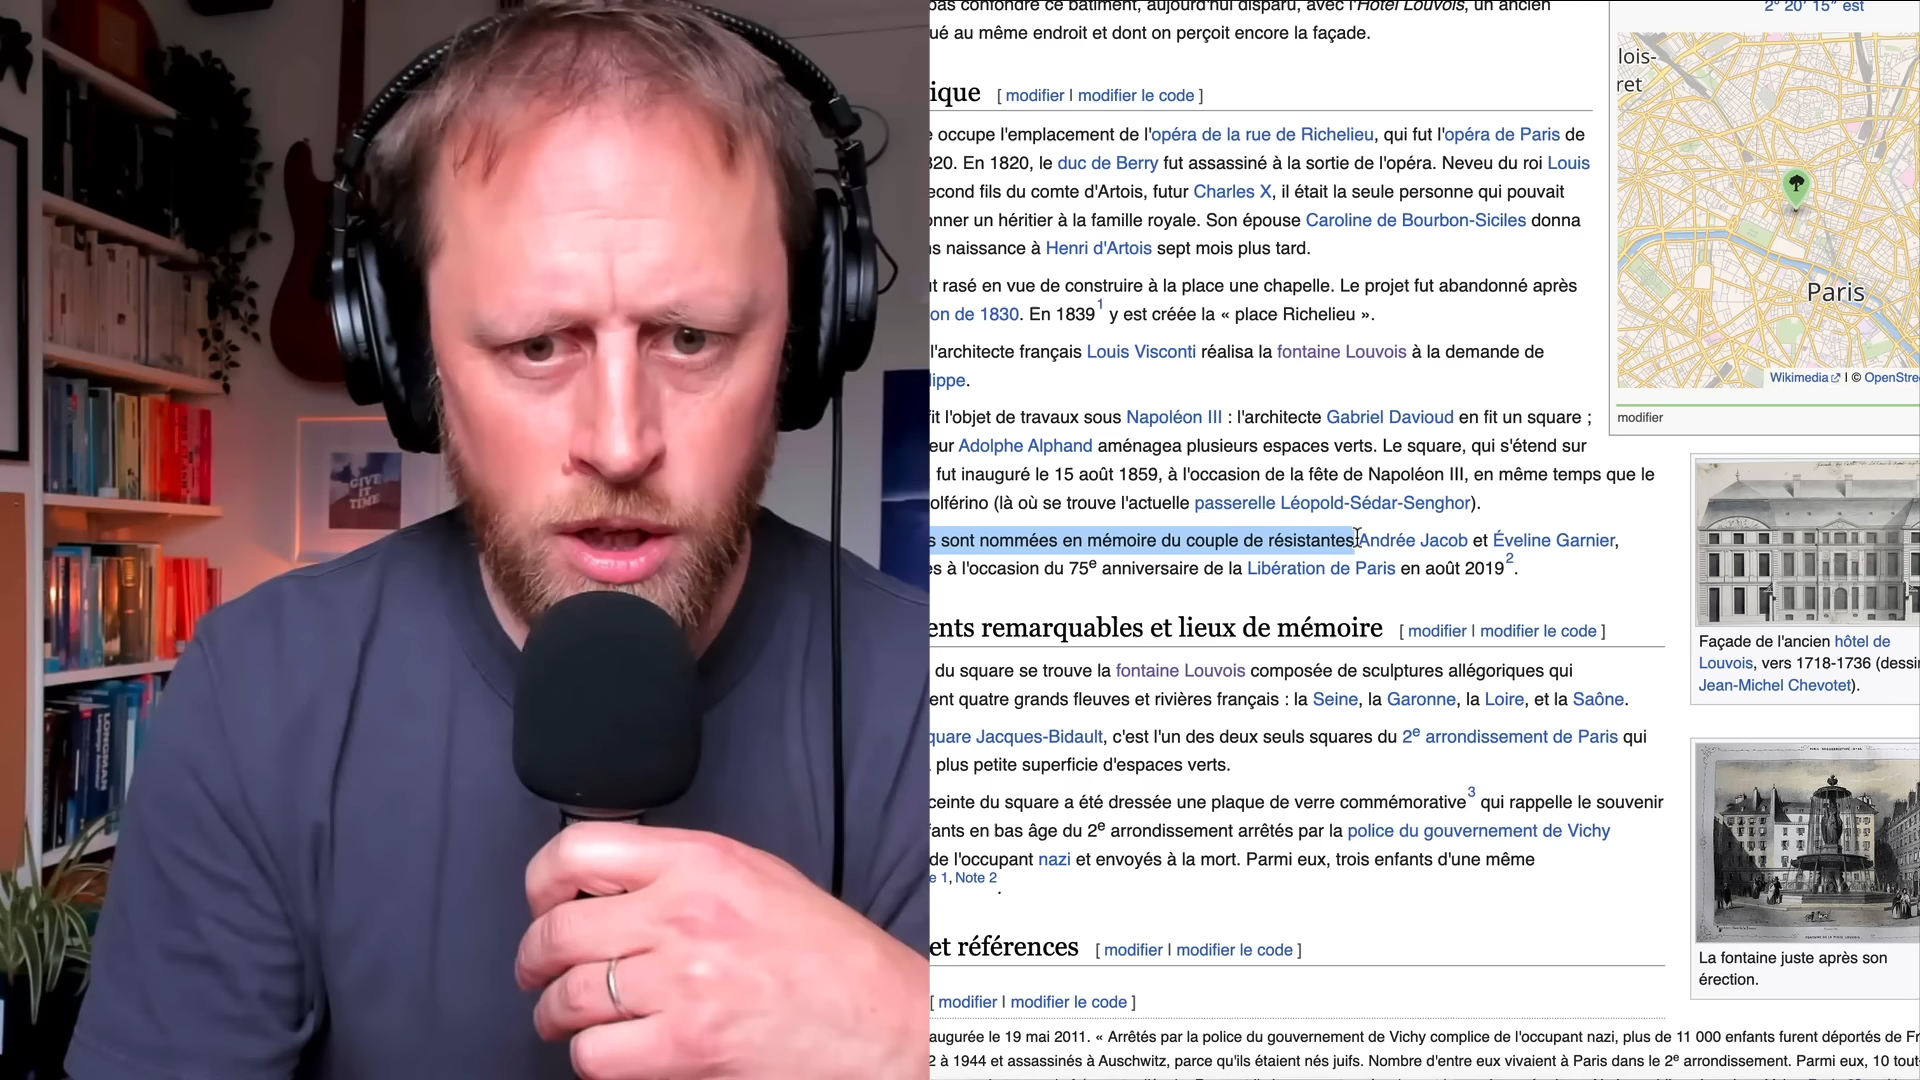 GIVE
IT
TIME
LONGMAN
pas confondre ce bâtiment, aujourd'hui disparu, avec l'Hôtel Louvois, un ancien
ué au même endroit et dont on perçoit encore la façade.
ique [ modifier | modifier le code ]
e occupe l'emplacement de l'opéra de la rue de Richelieu, qui fut l'opéra de Paris de
320. En 1820, le duc de Berry fut assassiné à la sortie de l'opéra. Neveu du roi Louis
econd fils du comte d'Artois, futur Charles X, il était la seule personne qui pouvait
onner un héritier à la famille royale. Son épouse Caroline de Bourbon-Siciles donna
s naissance à Henri d'Artois sept mois plus tard.
ut rasé en vue de construire à la place une chapelle. Le projet fut abandonné après
on de 1830. En 1839 1 y est créée la « place Richelieu ».
l'architecte français Louis Visconti réalisa la fontaine Louvois à la demande de
ilippe.
fit l'objet de travaux sous Napoléon III : l'architecte Gabriel Davioud en fit un square ;
eur Adolphe Alphand aménagea plusieurs espaces verts. Le square, qui s'étend sur
, fut inauguré le 15 août 1859, à l'occasion de la fête de Napoléon III, en même temps que le
olférino (là où se trouve l'actuelle passerelle Léopold-Sédar-Senghor).
s sont nommées en mémoire du couple de résistantes Andrée Jacob et Éveline Garnier,
es à l'occasion du 75e anniversaire de la Libération de Paris en août 2019 2.
ents remarquables et lieux de mémoire [ modifier | modifier le code ]
du square se trouve la fontaine Louvois composée de sculptures allégoriques qui
ent quatre grands fleuves et rivières français : la Seine, la Garonne, la Loire, et la Saône.
quare Jacques-Bidault, c'est l'un des deux seuls squares du 2e arrondissement de Paris qui
plus petite superficie d'espaces verts.
ceinte du square a été dressée une plaque de verre commémorative 3 qui rappelle le souvenir
fants en bas âge du 2e arrondissement arrêtés par la police du gouvernement de Vichy
de l'occupant nazi et envoyés à la mort. Parmi eux, trois enfants d'une même
e 1, Note 2.
et références [ modifier | modifier le code ]
[ modifier | modifier le code ]
augurée le 19 mai 2011. « Arrêtés par la police du gouvernement de Vichy complice de l'occupant nazi, plus de 11 000 enfants furent déportés de Fr
2 à 1944 et assassinés à Auschwitz, parce qu'ils étaient nés juifs. Nombre d'entre eux vivaient à Paris dans le 2e arrondissement. Parmi eux, 10 tout
2° 20′ 15″ est
lois-
ret
Paris
Wikimedia | © OpenStre
modifier
Façade de l'ancien hôtel de
Louvois, vers 1718-1736 (dessin
Jean-Michel Chevotet).
La fontaine juste après son
érection.